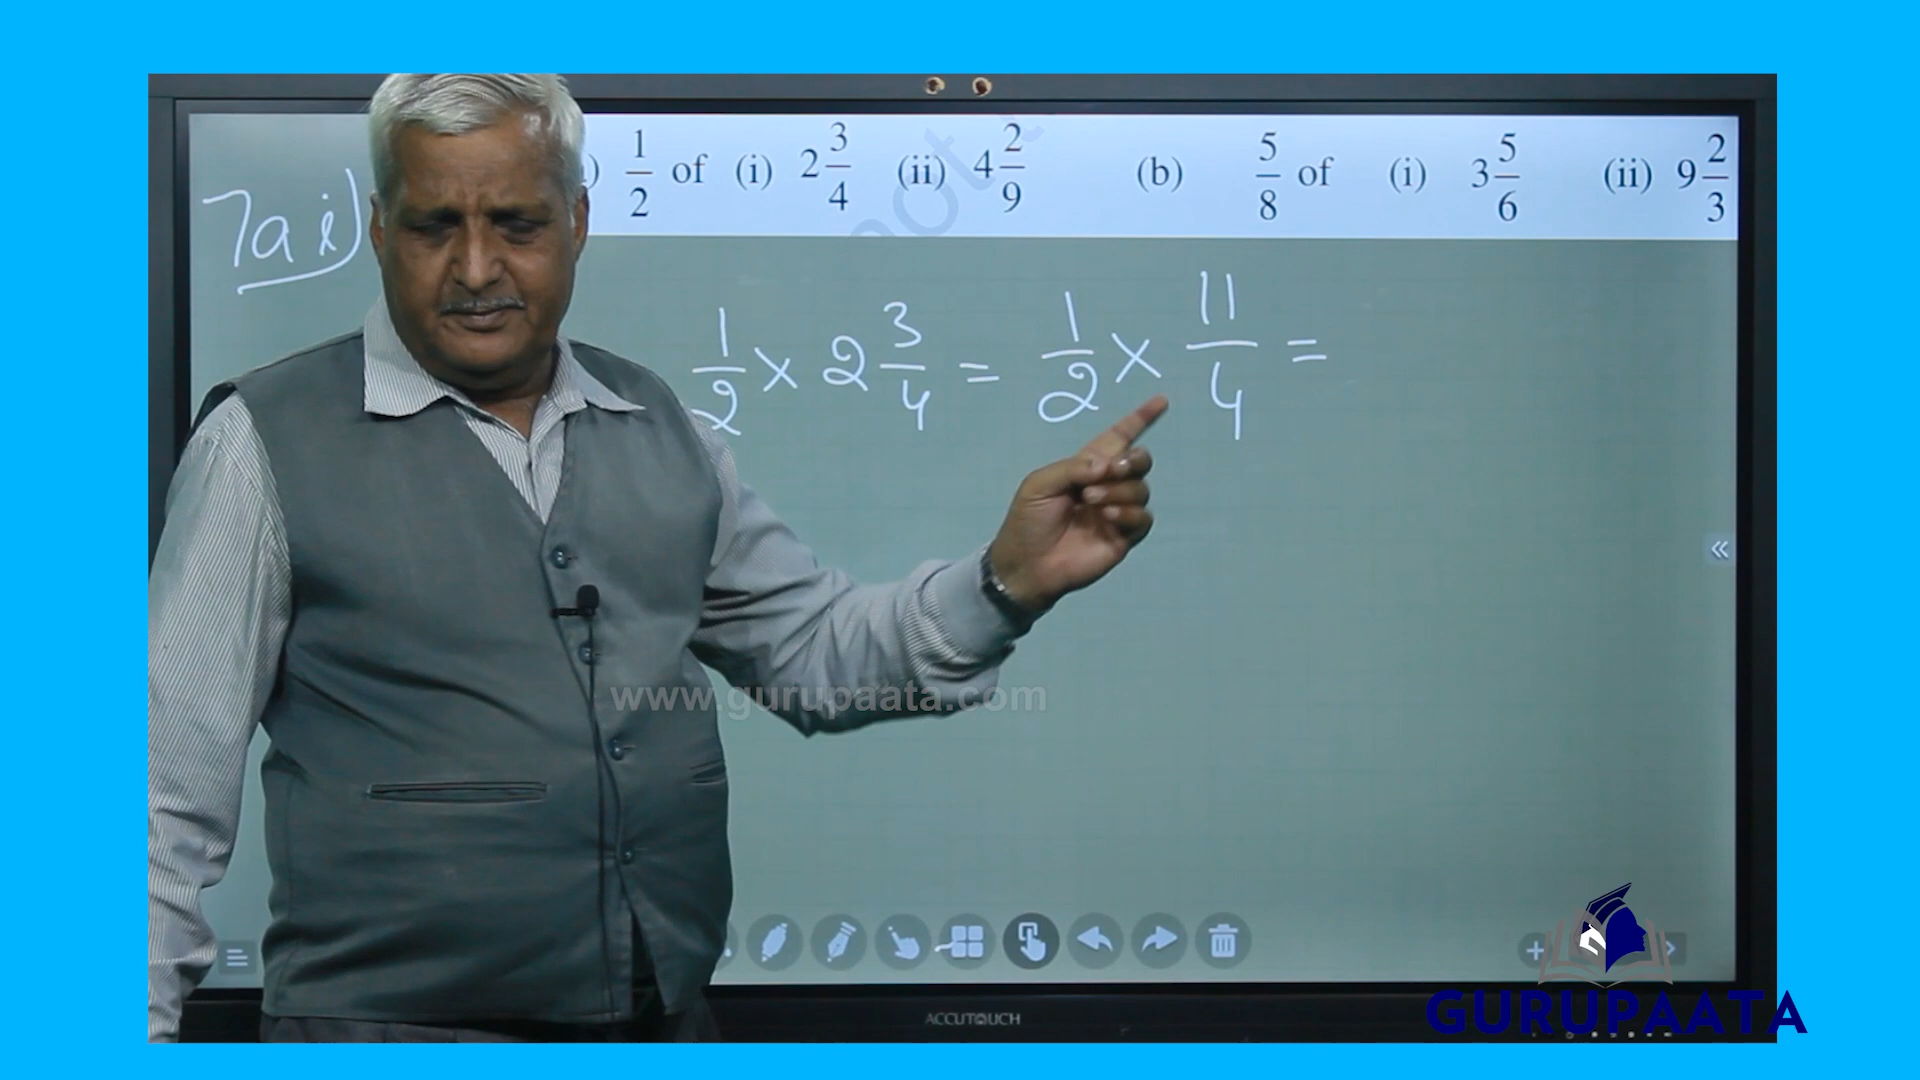 ) 1/2 of (i) 2 3/4 (ii) 4 2/9 (b) 5/8 of (i) 3 5/6 (ii) 9 2/3
not
7a i)
1/2 × 2 3/4 = 1/2 × 11/4 =
www.gurupaata.com
ACCUTOUCH
GURUPAATA